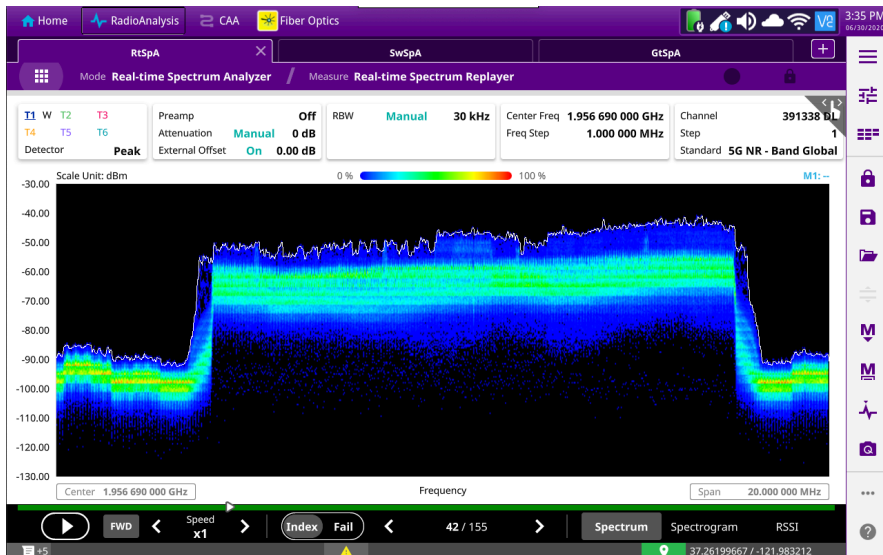 Home RadioAnalysis CAA Fiber Optics V2 3:35 PM
06/30/2020
RtSpA SwSpA GtSpA
Mode Real-time Spectrum Analyzer / Measure Real-time Spectrum Replayer
T1 W T2 T3
T4 T5 T6
Detector Peak
Preamp Off
Attenuation Manual 0 dB
External Offset On 0.00 dB
RBW Manual 30 kHz
Center Freq 1.956 690 000 GHz
Freq Step 1.000 000 MHz
Channel 391338 DL
Step 1
Standard 5G NR - Band Global
Scale Unit: dBm 0 % 100 % M1: --
-30.00
-40.00
-50.00
-60.00
-70.00
-80.00
-90.00
-100.00
-110.00
-120.00
-130.00
Center 1.956 690 000 GHz Frequency Span 20.000 000 MHz
FWD Speed x1 Index Fail 42 / 155 Spectrum Spectrogram RSSI
+5 37.26199667 / -121.983212
M
M